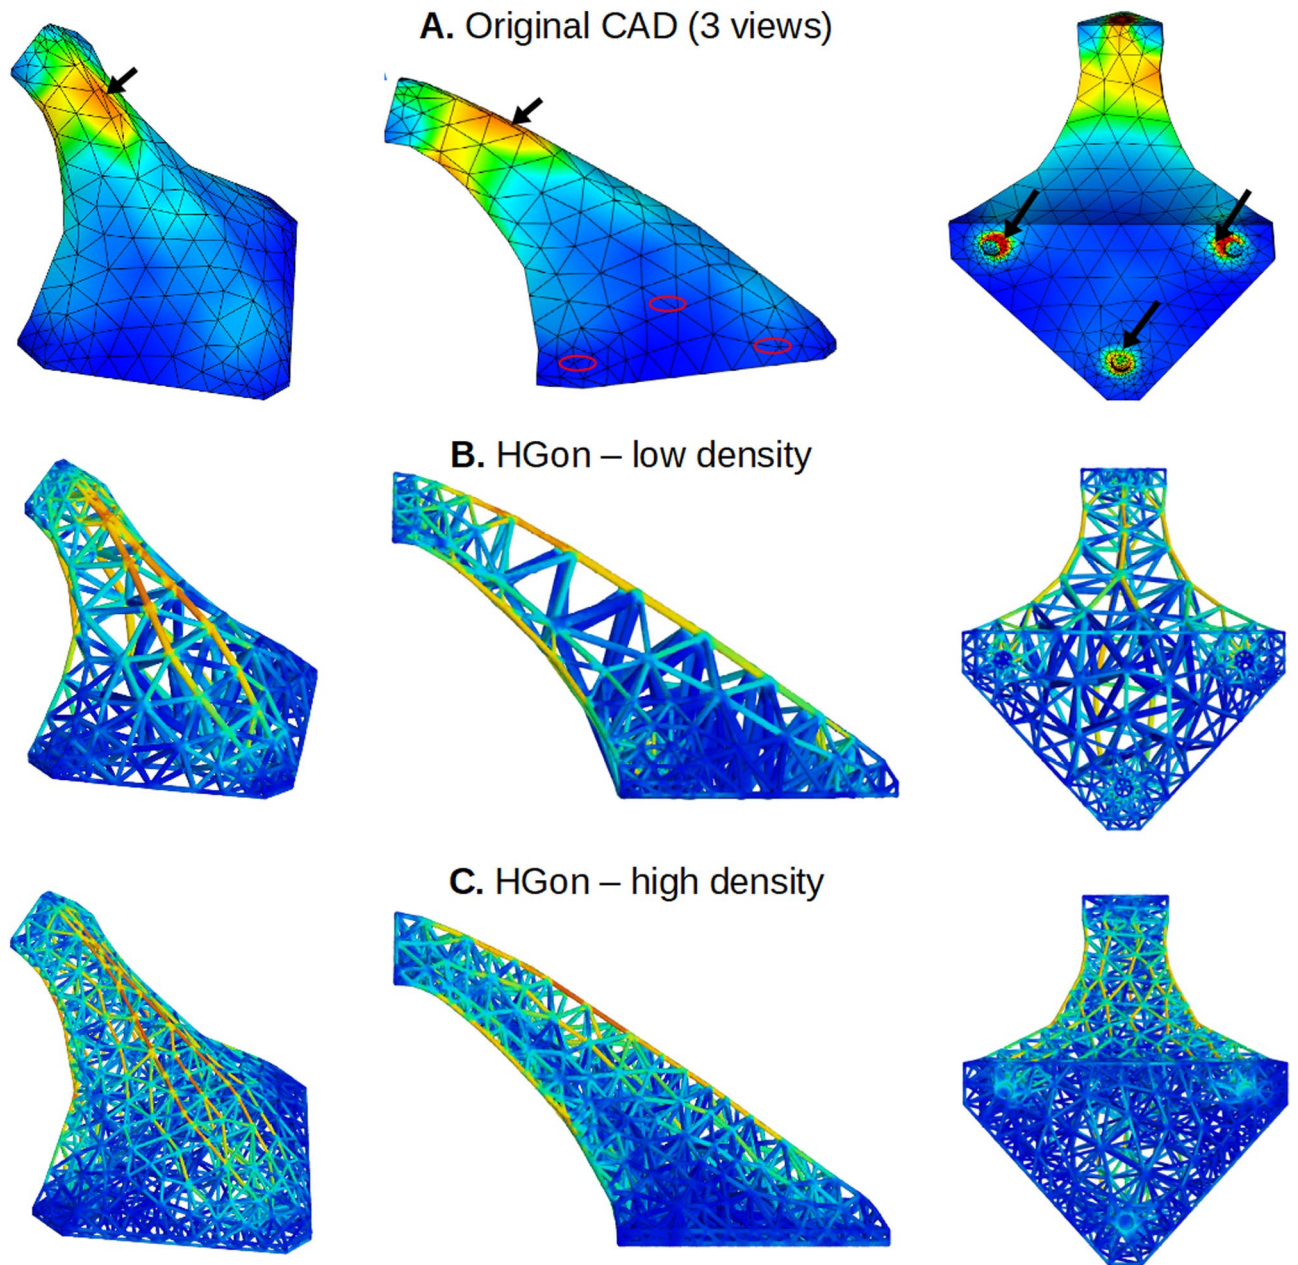 A. Original CAD (3 views)
B. HGon – low density
C. HGon – high density